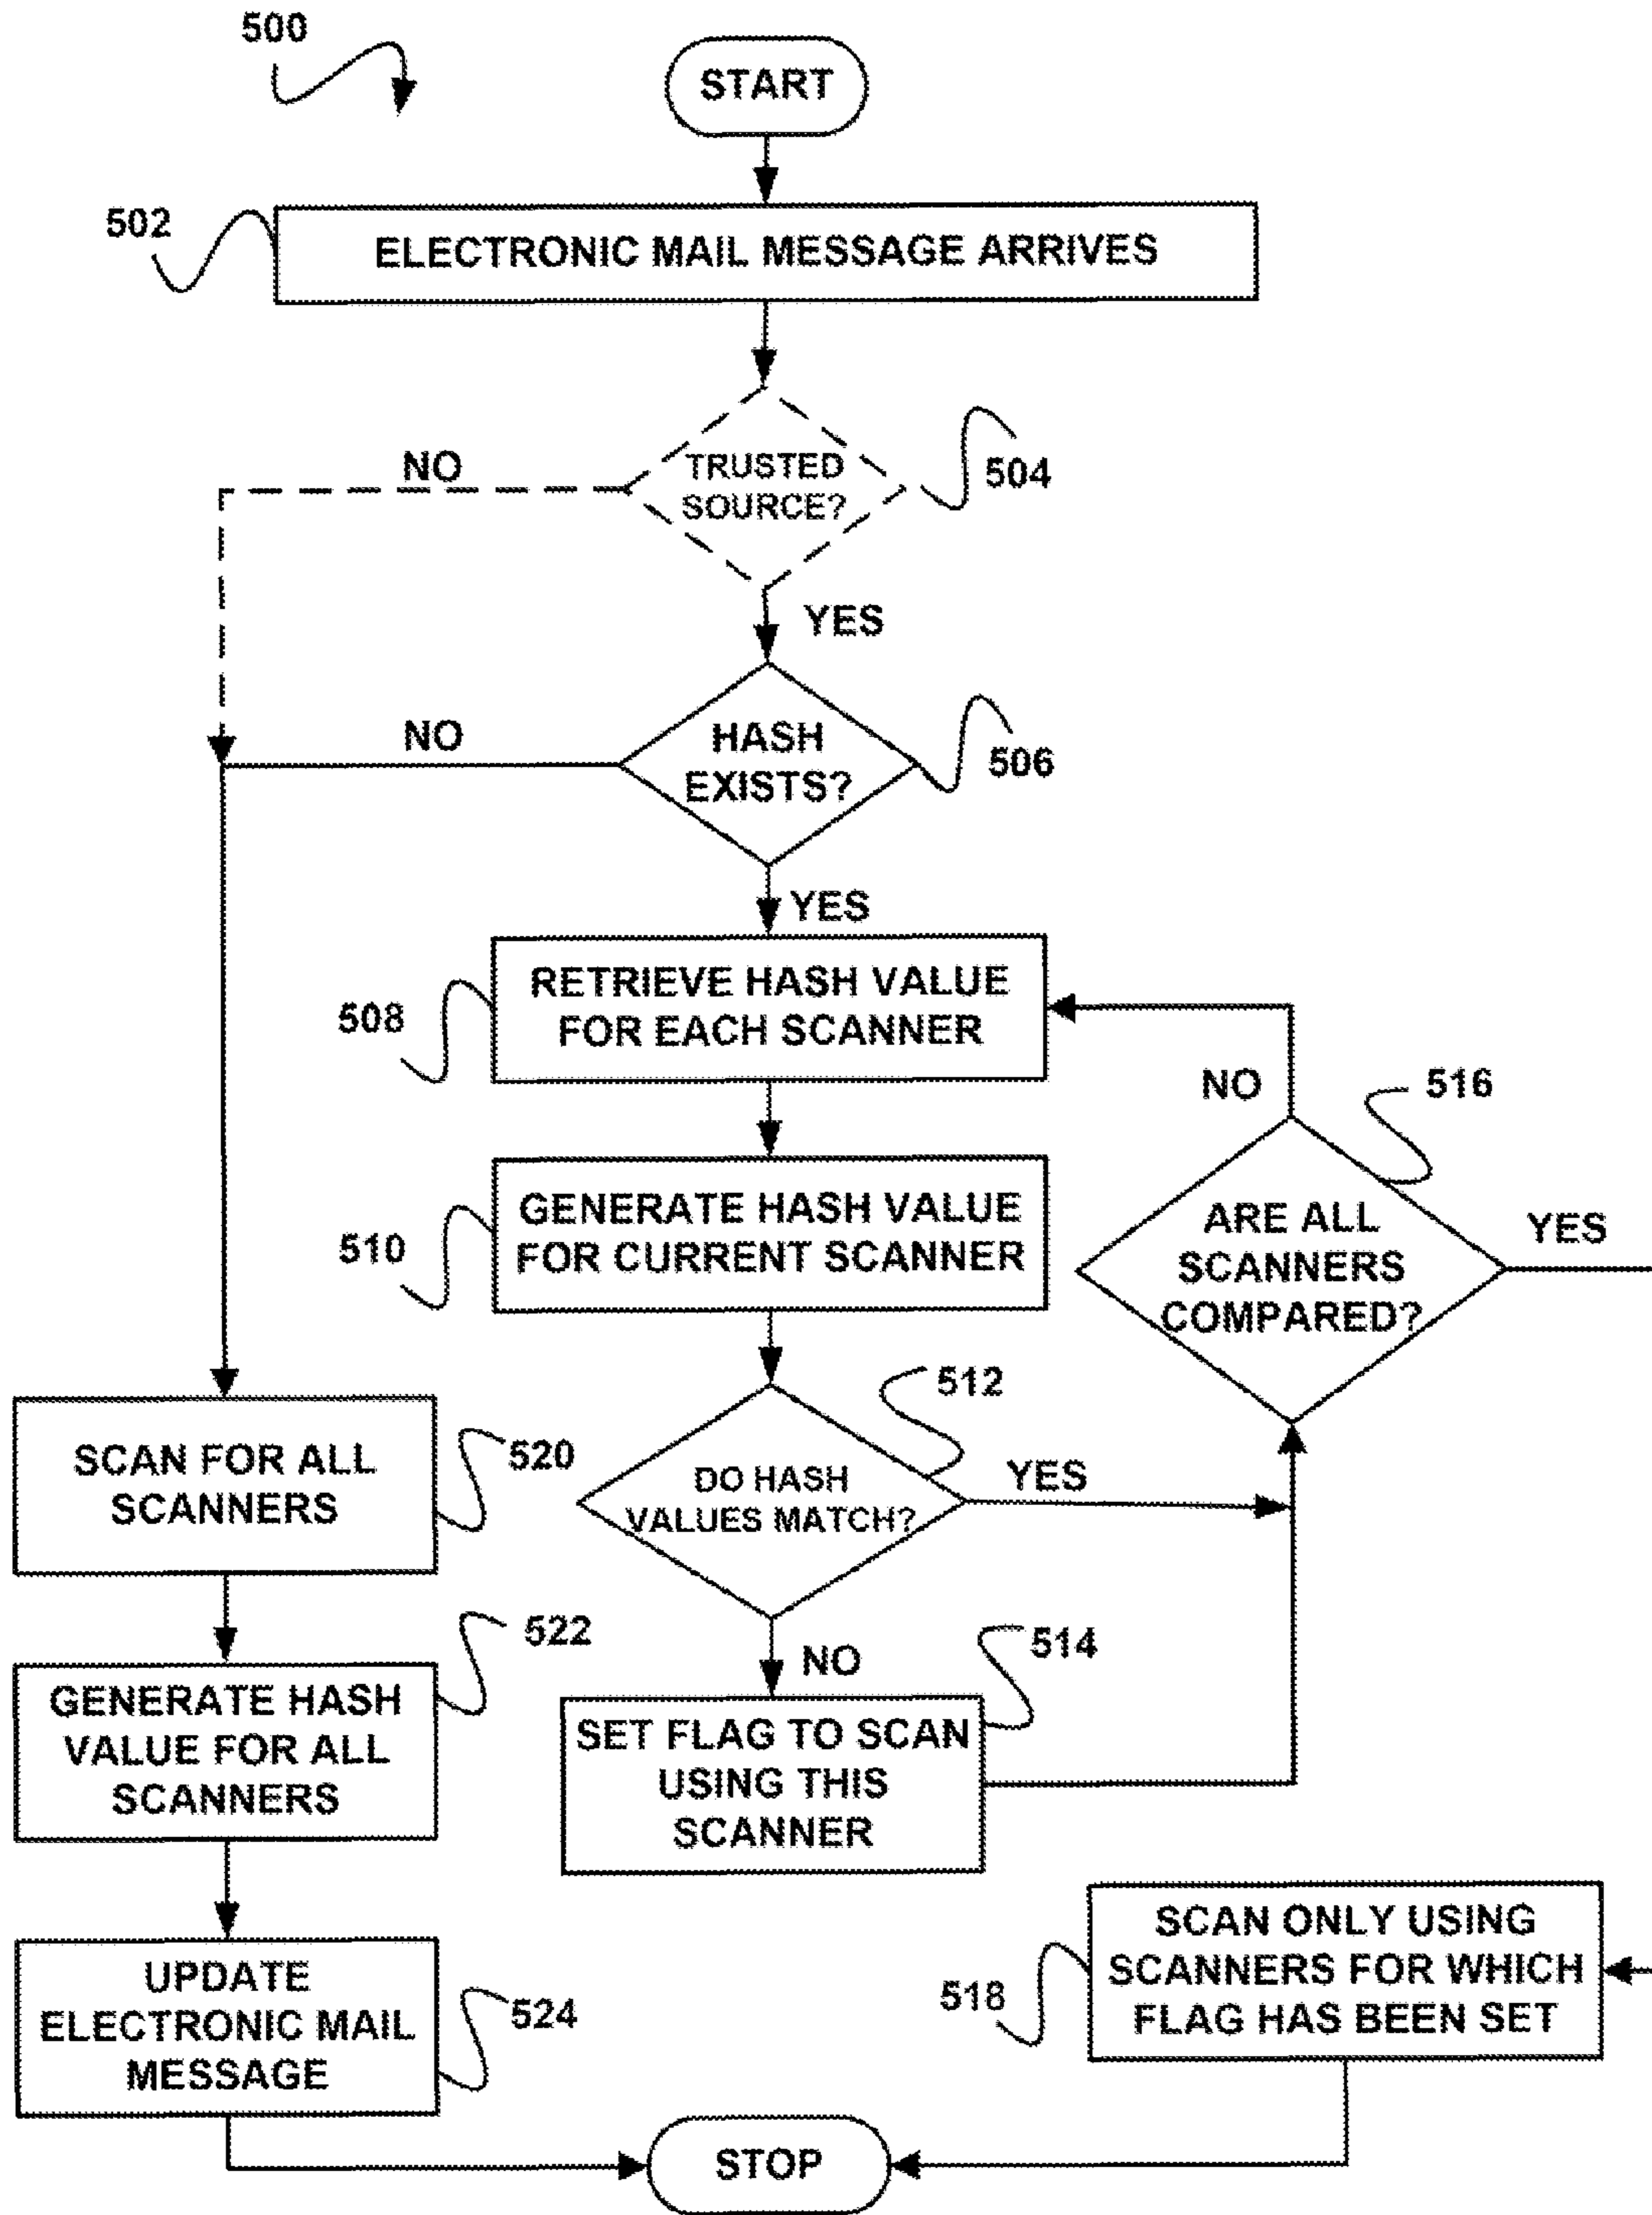 500
START
502
ELECTRONIC MAIL MESSAGE ARRIVES
NO
TRUSTED
SOURCE?
504
YES
NO
HASH
EXISTS?
506
YES
RETRIEVE HASH VALUE
FOR EACH SCANNER
508
NO
516
GENERATE HASH VALUE
FOR CURRENT SCANNER
510
ARE ALL
SCANNERS
COMPARED?
YES
512
SCAN FOR ALL
SCANNERS
520
DO HASH
VALUES MATCH?
YES
522
NO
514
GENERATE HASH
VALUE FOR ALL
SCANNERS
SET FLAG TO SCAN
USING THIS
SCANNER
UPDATE
ELECTRONIC MAIL
MESSAGE
524
518
SCAN ONLY USING
SCANNERS FOR WHICH
FLAG HAS BEEN SET
STOP